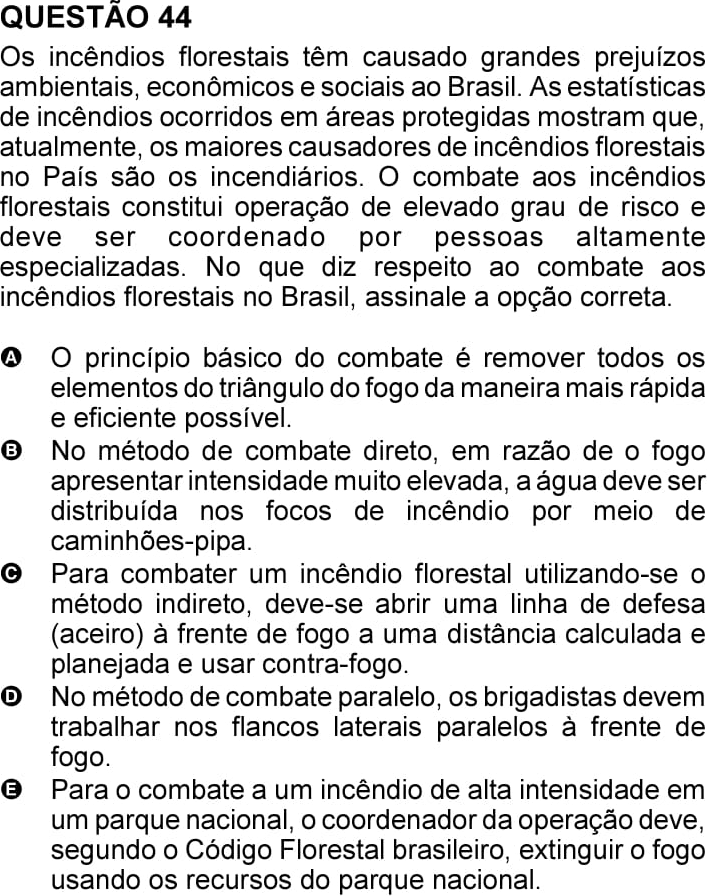 QUESTÃO 44
Os incêndios florestais têm causado grandes prejuízos
ambientais, econômicos e sociais ao Brasil. As estatísticas
de incêndios ocorridos em áreas protegidas mostram que,
atualmente, os maiores causadores de incêndios florestais
no País são os incendiários. O combate aos incêndios
florestais constitui operação de elevado grau de risco e
deve ser coordenado por pessoas altamente
especializadas. No que diz respeito ao combate aos
incêndios florestais no Brasil, assinale a opção correta.
A O princípio básico do combate é remover todos os
elementos do triângulo do fogo da maneira mais rápida
e eficiente possível.
B No método de combate direto, em razão de o fogo
apresentar intensidade muito elevada, a água deve ser
distribuída nos focos de incêndio por meio de
caminhões-pipa.
C Para combater um incêndio florestal utilizando-se o
método indireto, deve-se abrir uma linha de defesa
(aceiro) à frente de fogo a uma distância calculada e
planejada e usar contra-fogo.
D No método de combate paralelo, os brigadistas devem
trabalhar nos flancos laterais paralelos à frente de
fogo.
E Para o combate a um incêndio de alta intensidade em
um parque nacional, o coordenador da operação deve,
segundo o Código Florestal brasileiro, extinguir o fogo
usando os recursos do parque nacional.